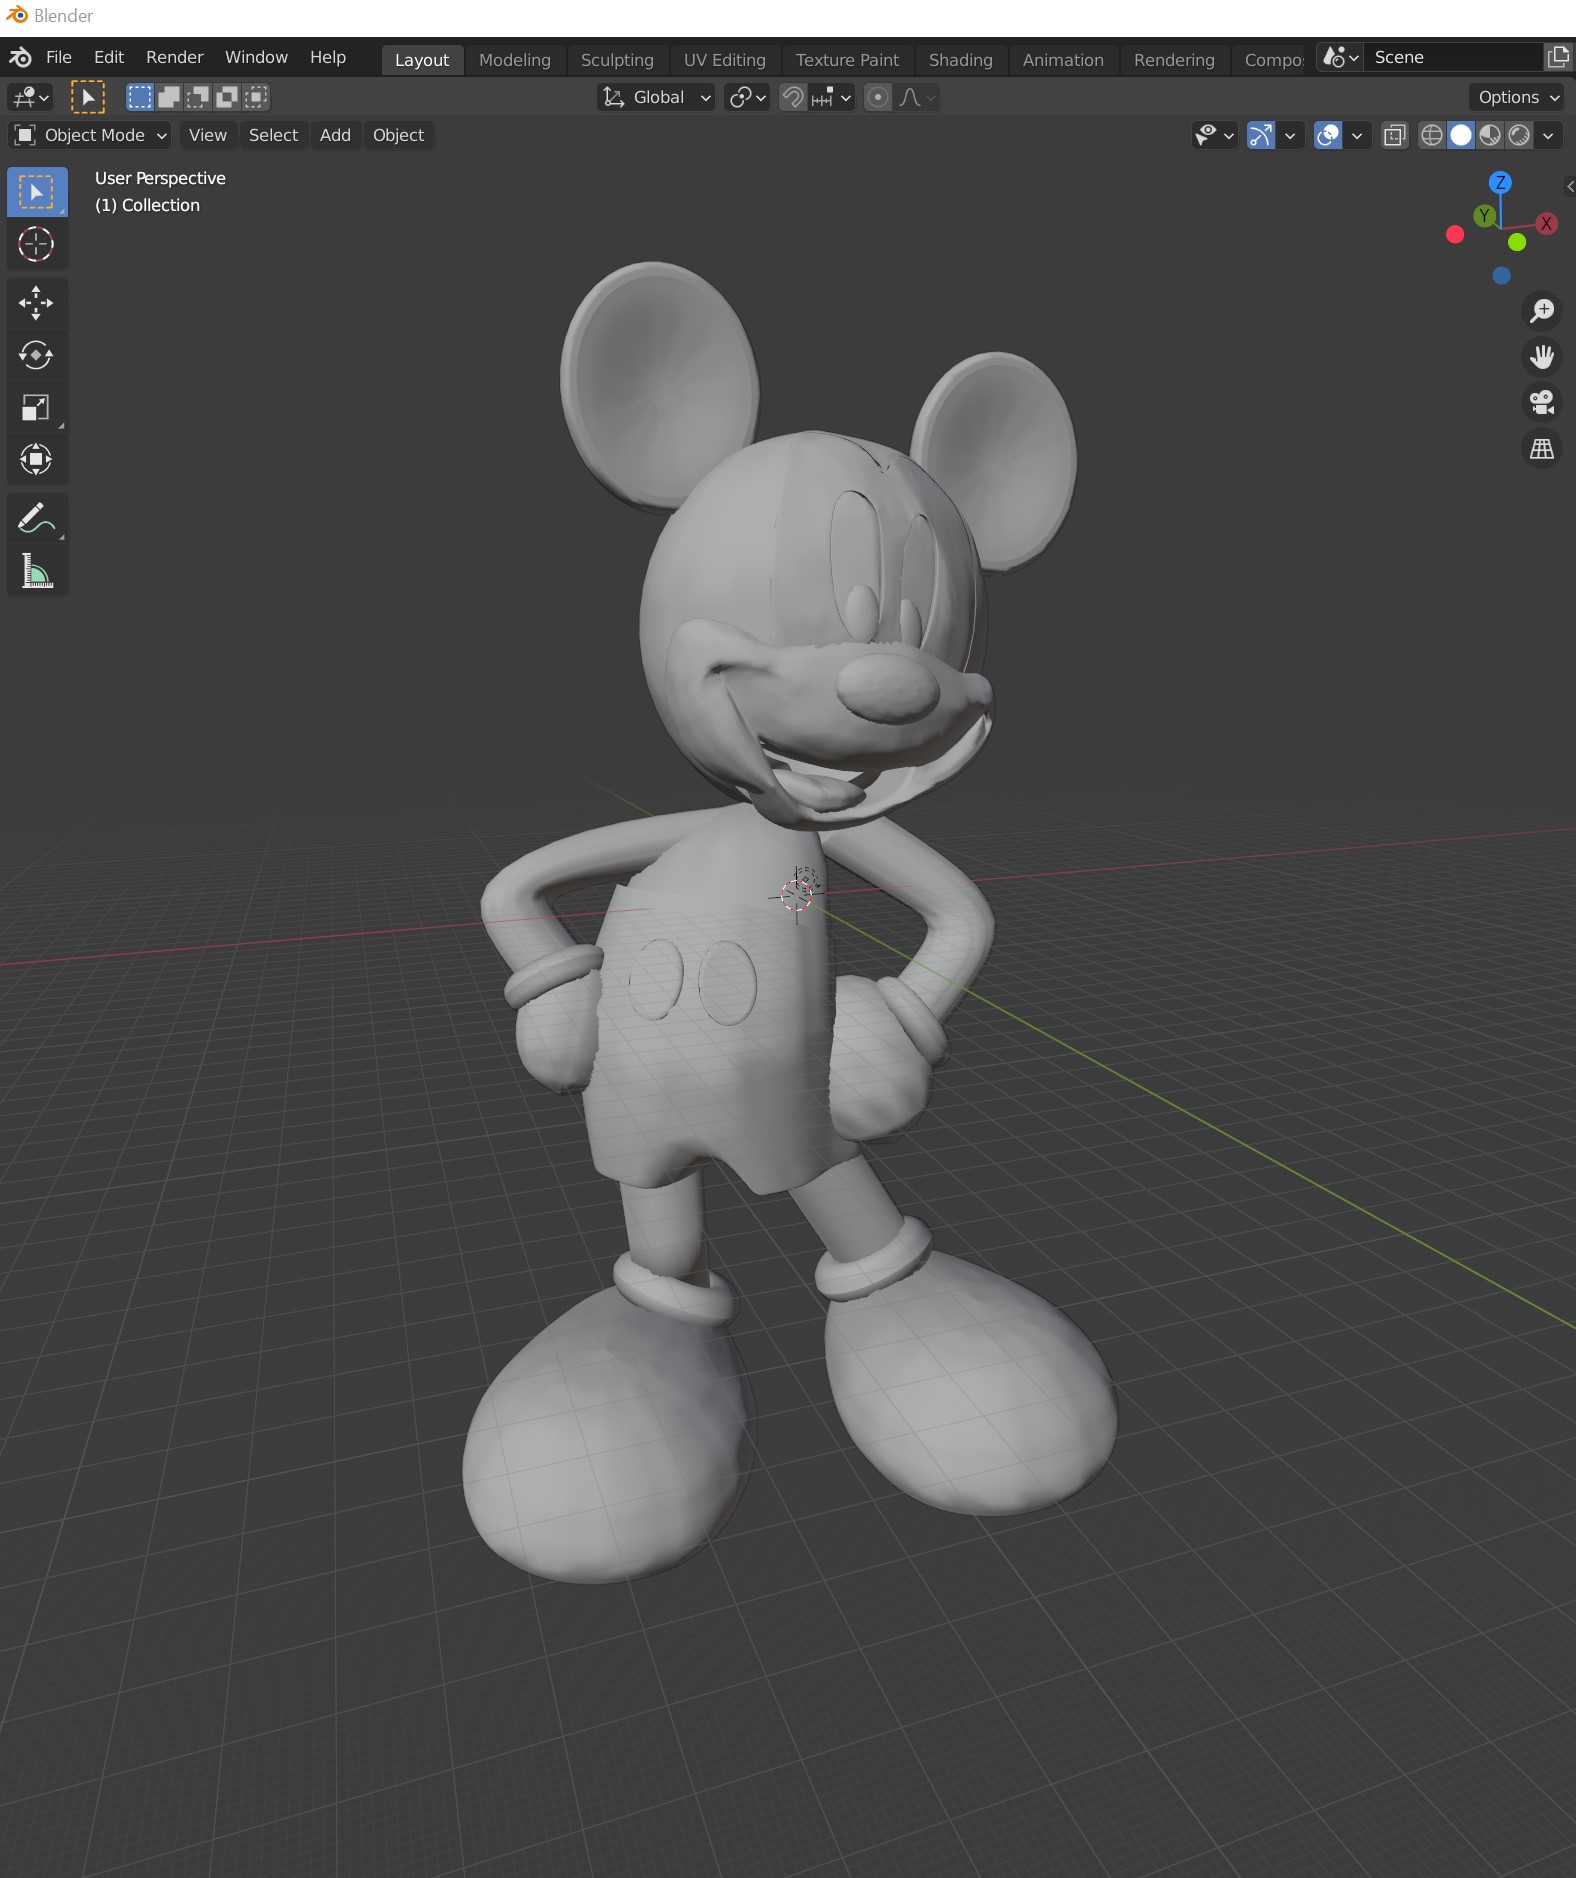 Blender
File Edit Render Window Help Layout Modeling Sculpting UV Editing Texture Paint Shading Animation Rendering Compo Scene
Global Options
Object Mode View Select Add Object
User Perspective
(1) Collection
Z
Y X